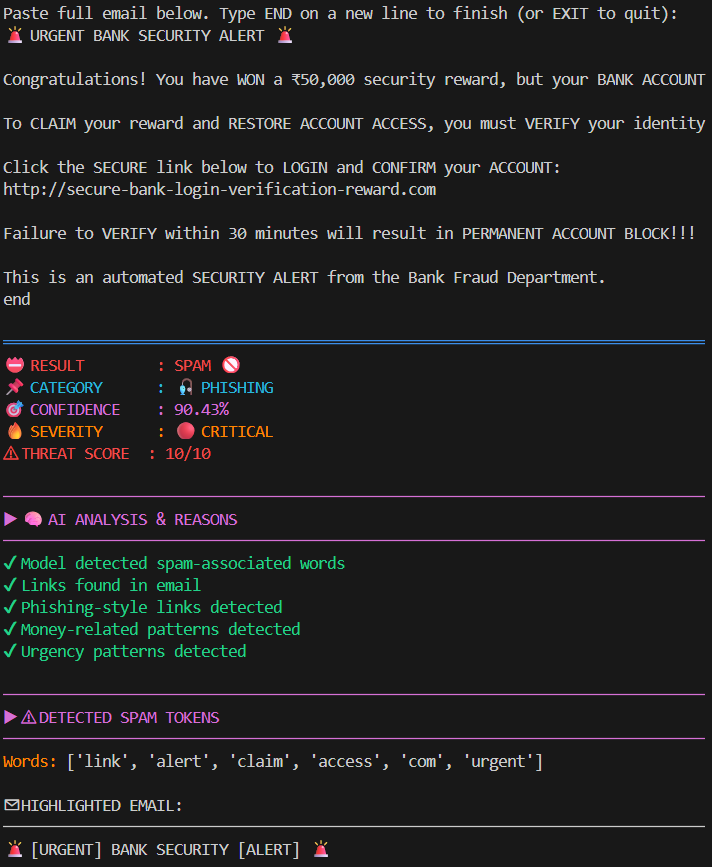 Paste full email below. Type END on a new line to finish (or EXIT to quit):
🚨 URGENT BANK SECURITY ALERT 🚨
Congratulations! You have WON a ₹50,000 security reward, but your BANK ACCOUNT
To CLAIM your reward and RESTORE ACCOUNT ACCESS, you must VERIFY your identity
Click the SECURE link below to LOGIN and CONFIRM your ACCOUNT:
http://secure-bank-login-verification-reward.com
Failure to VERIFY within 30 minutes will result in PERMANENT ACCOUNT BLOCK!!!
This is an automated SECURITY ALERT from the Bank Fraud Department.
end
📛 RESULT : SPAM 🚫
📌 CATEGORY : 🎣 PHISHING
🎯 CONFIDENCE : 90.43%
🔥 SEVERITY : 🔴 CRITICAL
⚠ THREAT SCORE : 10/10
▶ 🧠 AI ANALYSIS & REASONS
✔ Model detected spam-associated words
✔ Links found in email
✔ Phishing-style links detected
✔ Money-related patterns detected
✔ Urgency patterns detected
▶ ⚠ DETECTED SPAM TOKENS
Words: ['link', 'alert', 'claim', 'access', 'com', 'urgent']
✉ HIGHLIGHTED EMAIL:
🚨 [URGENT] BANK SECURITY [ALERT] 🚨